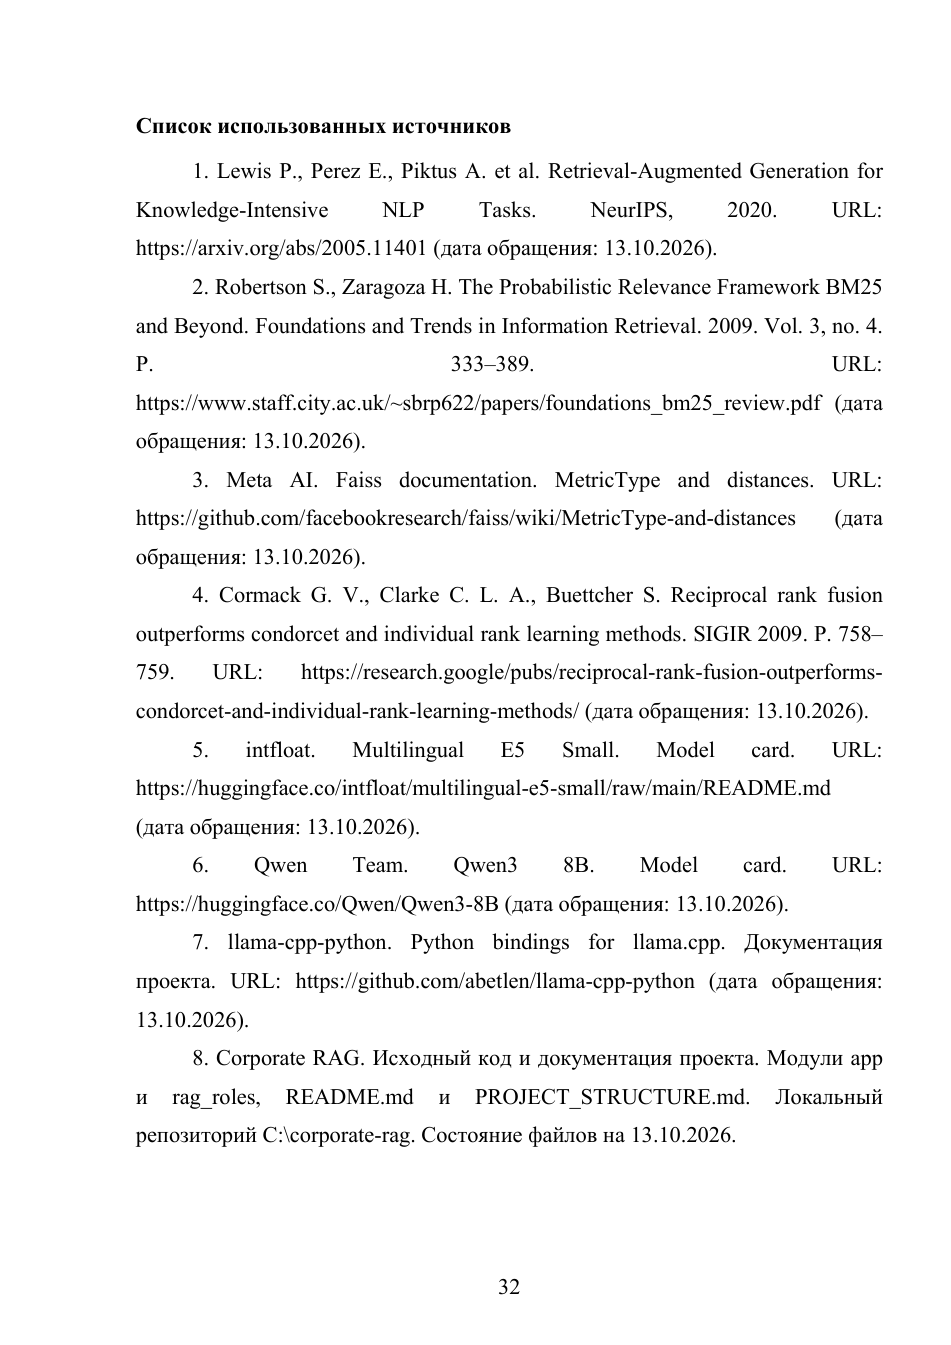 Список использованных источников
1. Lewis P., Perez E., Piktus A. et al. Retrieval-Augmented Generation for
Knowledge-Intensive NLP Tasks. NeurIPS, 2020. URL:
https://arxiv.org/abs/2005.11401 (дата обращения: 13.10.2026).
2. Robertson S., Zaragoza H. The Probabilistic Relevance Framework BM25
and Beyond. Foundations and Trends in Information Retrieval. 2009. Vol. 3, no. 4.
P. 333–389. URL:
https://www.staff.city.ac.uk/~sbrp622/papers/foundations_bm25_review.pdf (дата
обращения: 13.10.2026).
3. Meta AI. Faiss documentation. MetricType and distances. URL:
https://github.com/facebookresearch/faiss/wiki/MetricType-and-distances (дата
обращения: 13.10.2026).
4. Cormack G. V., Clarke C. L. A., Buettcher S. Reciprocal rank fusion
outperforms condorcet and individual rank learning methods. SIGIR 2009. P. 758–
759. URL: https://research.google/pubs/reciprocal-rank-fusion-outperforms-
condorcet-and-individual-rank-learning-methods/ (дата обращения: 13.10.2026).
5. intfloat. Multilingual E5 Small. Model card. URL:
https://huggingface.co/intfloat/multilingual-e5-small/raw/main/README.md
(дата обращения: 13.10.2026).
6. Qwen Team. Qwen3 8B. Model card. URL:
https://huggingface.co/Qwen/Qwen3-8B (дата обращения: 13.10.2026).
7. llama-cpp-python. Python bindings for llama.cpp. Документация
проекта. URL: https://github.com/abetlen/llama-cpp-python (дата обращения:
13.10.2026).
8. Corporate RAG. Исходный код и документация проекта. Модули app
и rag_roles, README.md и PROJECT_STRUCTURE.md. Локальный
репозиторий C:\corporate-rag. Состояние файлов на 13.10.2026.
32